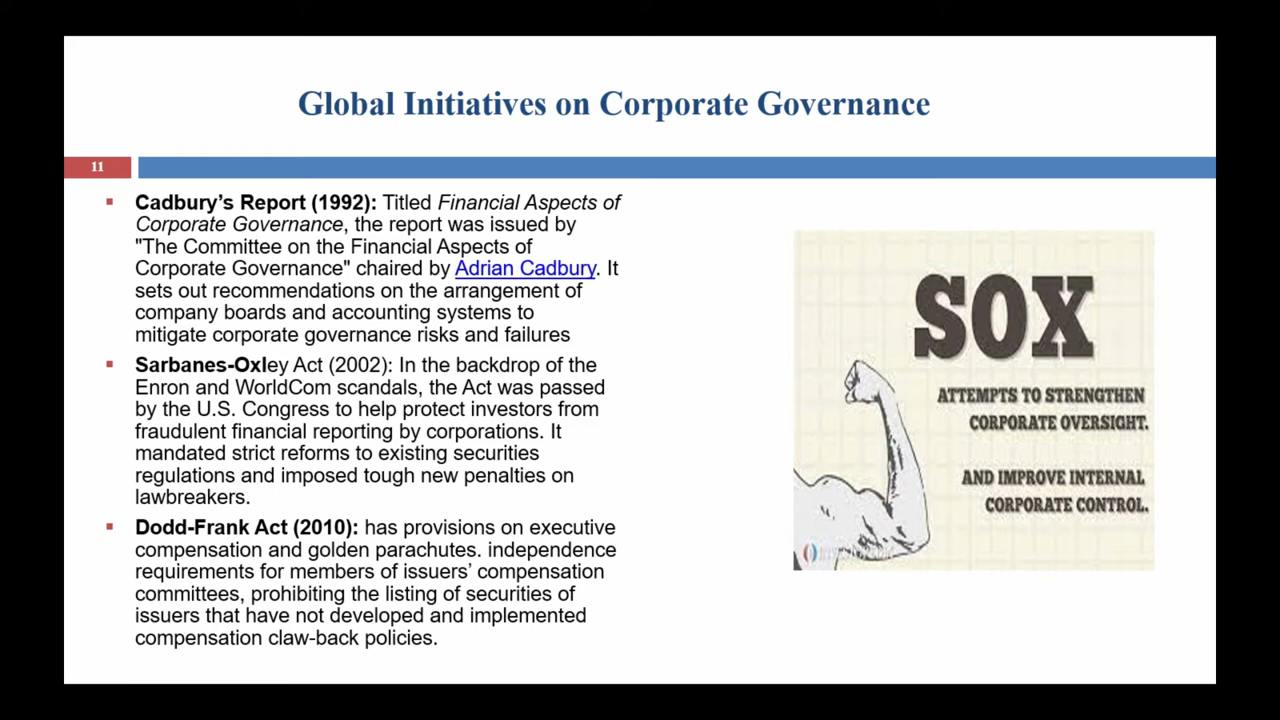 Global Initiatives on Corporate Governance
11
▪ Cadbury's Report (1992): Titled Financial Aspects of
Corporate Governance, the report was issued by
"The Committee on the Financial Aspects of
Corporate Governance" chaired by Adrian Cadbury. It
sets out recommendations on the arrangement of
company boards and accounting systems to
mitigate corporate governance risks and failures
▪ Sarbanes-Oxley Act (2002): In the backdrop of the
Enron and WorldCom scandals, the Act was passed
by the U.S. Congress to help protect investors from
fraudulent financial reporting by corporations. It
mandated strict reforms to existing securities
regulations and imposed tough new penalties on
lawbreakers.
▪ Dodd-Frank Act (2010): has provisions on executive
compensation and golden parachutes. independence
requirements for members of issuers' compensation
committees, prohibiting the listing of securities of
issuers that have not developed and implemented
compensation claw-back policies.
SOX
ATTEMPTS TO STRENGTHEN
CORPORATE OVERSIGHT.
AND IMPROVE INTERNAL
CORPORATE CONTROL.